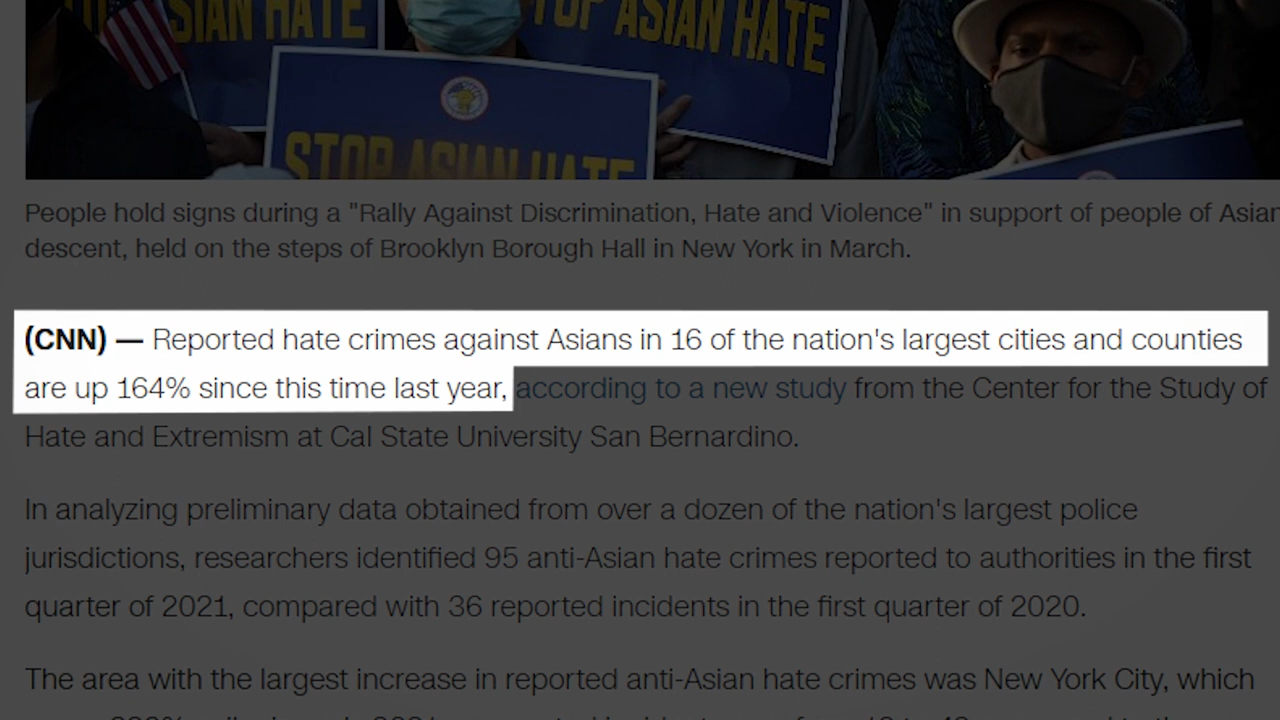 SIAN HATE
TOP ASIAN HATE
STOP ASIAN HATE
People hold signs during a "Rally Against Discrimination, Hate and Violence" in support of people of Asian
descent, held on the steps of Brooklyn Borough Hall in New York in March.
(CNN) — Reported hate crimes against Asians in 16 of the nation's largest cities and counties
are up 164% since this time last year, according to a new study from the Center for the Study of
Hate and Extremism at Cal State University San Bernardino.
In analyzing preliminary data obtained from over a dozen of the nation's largest police
jurisdictions, researchers identified 95 anti-Asian hate crimes reported to authorities in the first
quarter of 2021, compared with 36 reported incidents in the first quarter of 2020.
The area with the largest increase in reported anti-Asian hate crimes was New York City, which